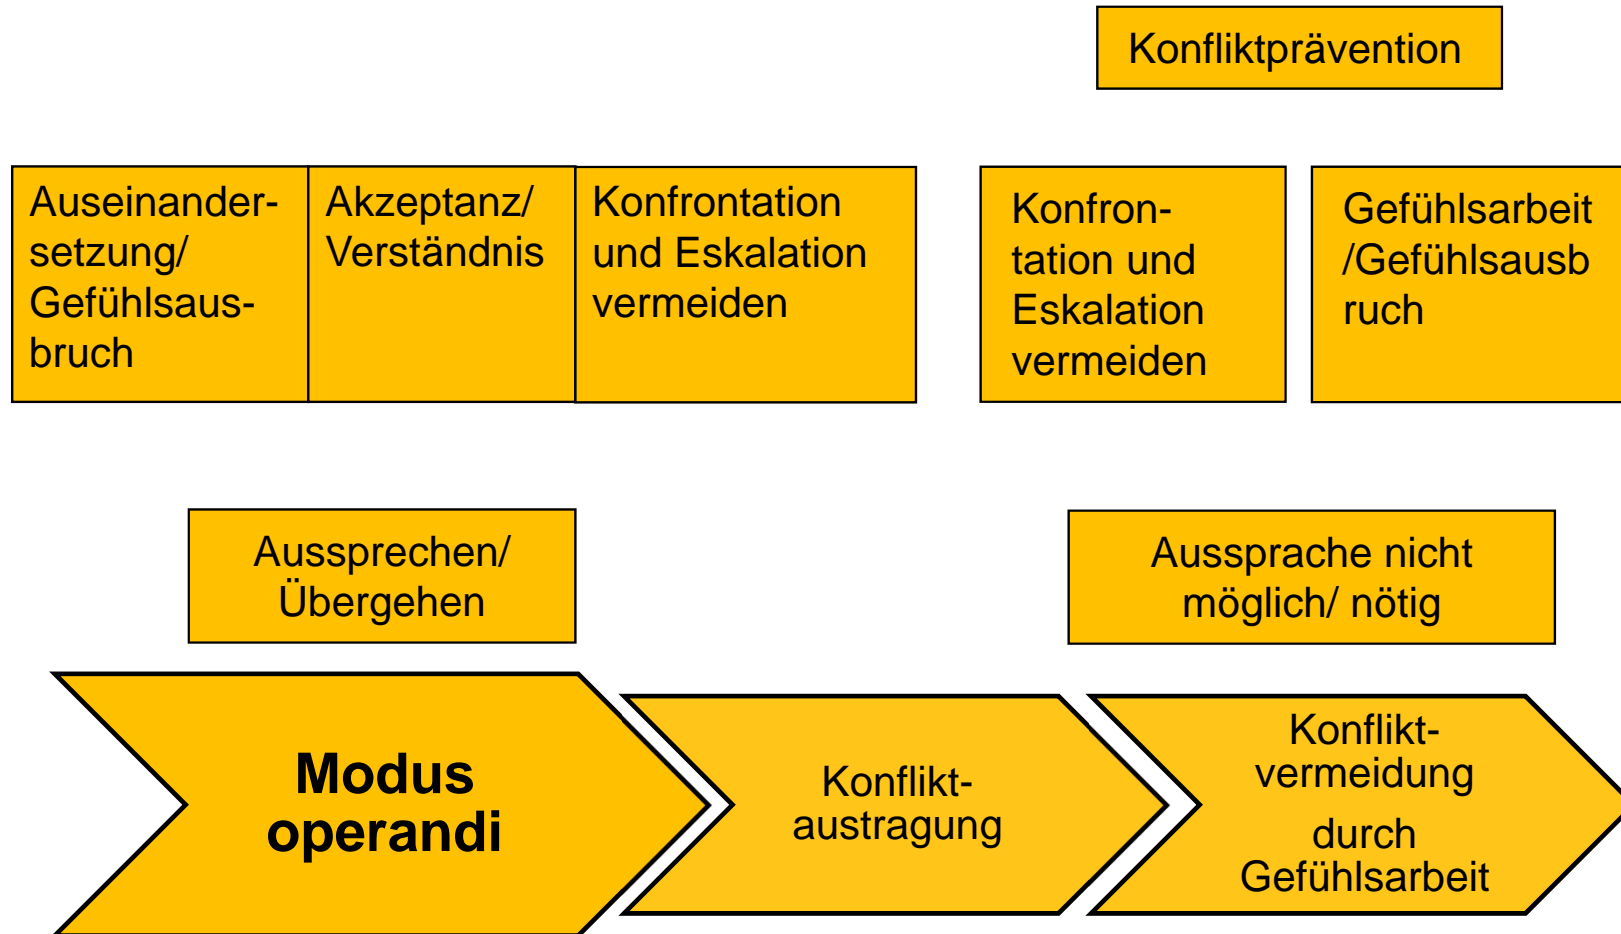 Konfliktprävention
Auseinander-
setzung/
Gefühlsaus-
bruch
Akzeptanz/
Verständnis
Konfrontation
und Eskalation
vermeiden
Konfron-
tation und
Eskalation
vermeiden
Gefühlsarbeit
/Gefühlsausb
ruch
Aussprechen/
Übergehen
Aussprache nicht
möglich/ nötig
Modus
operandi
Konflikt-
austragung
Konflikt-
vermeidung
durch
Gefühlsarbeit